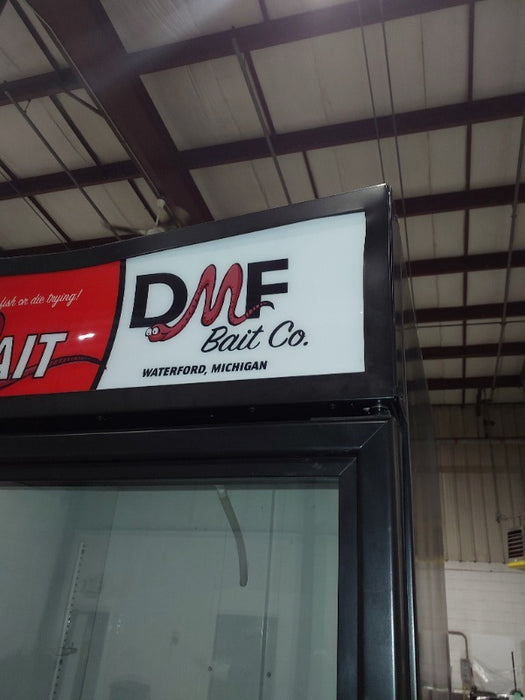 fish or die trying!
AIT
DMF
Bait Co.
WATERFORD, MICHIGAN